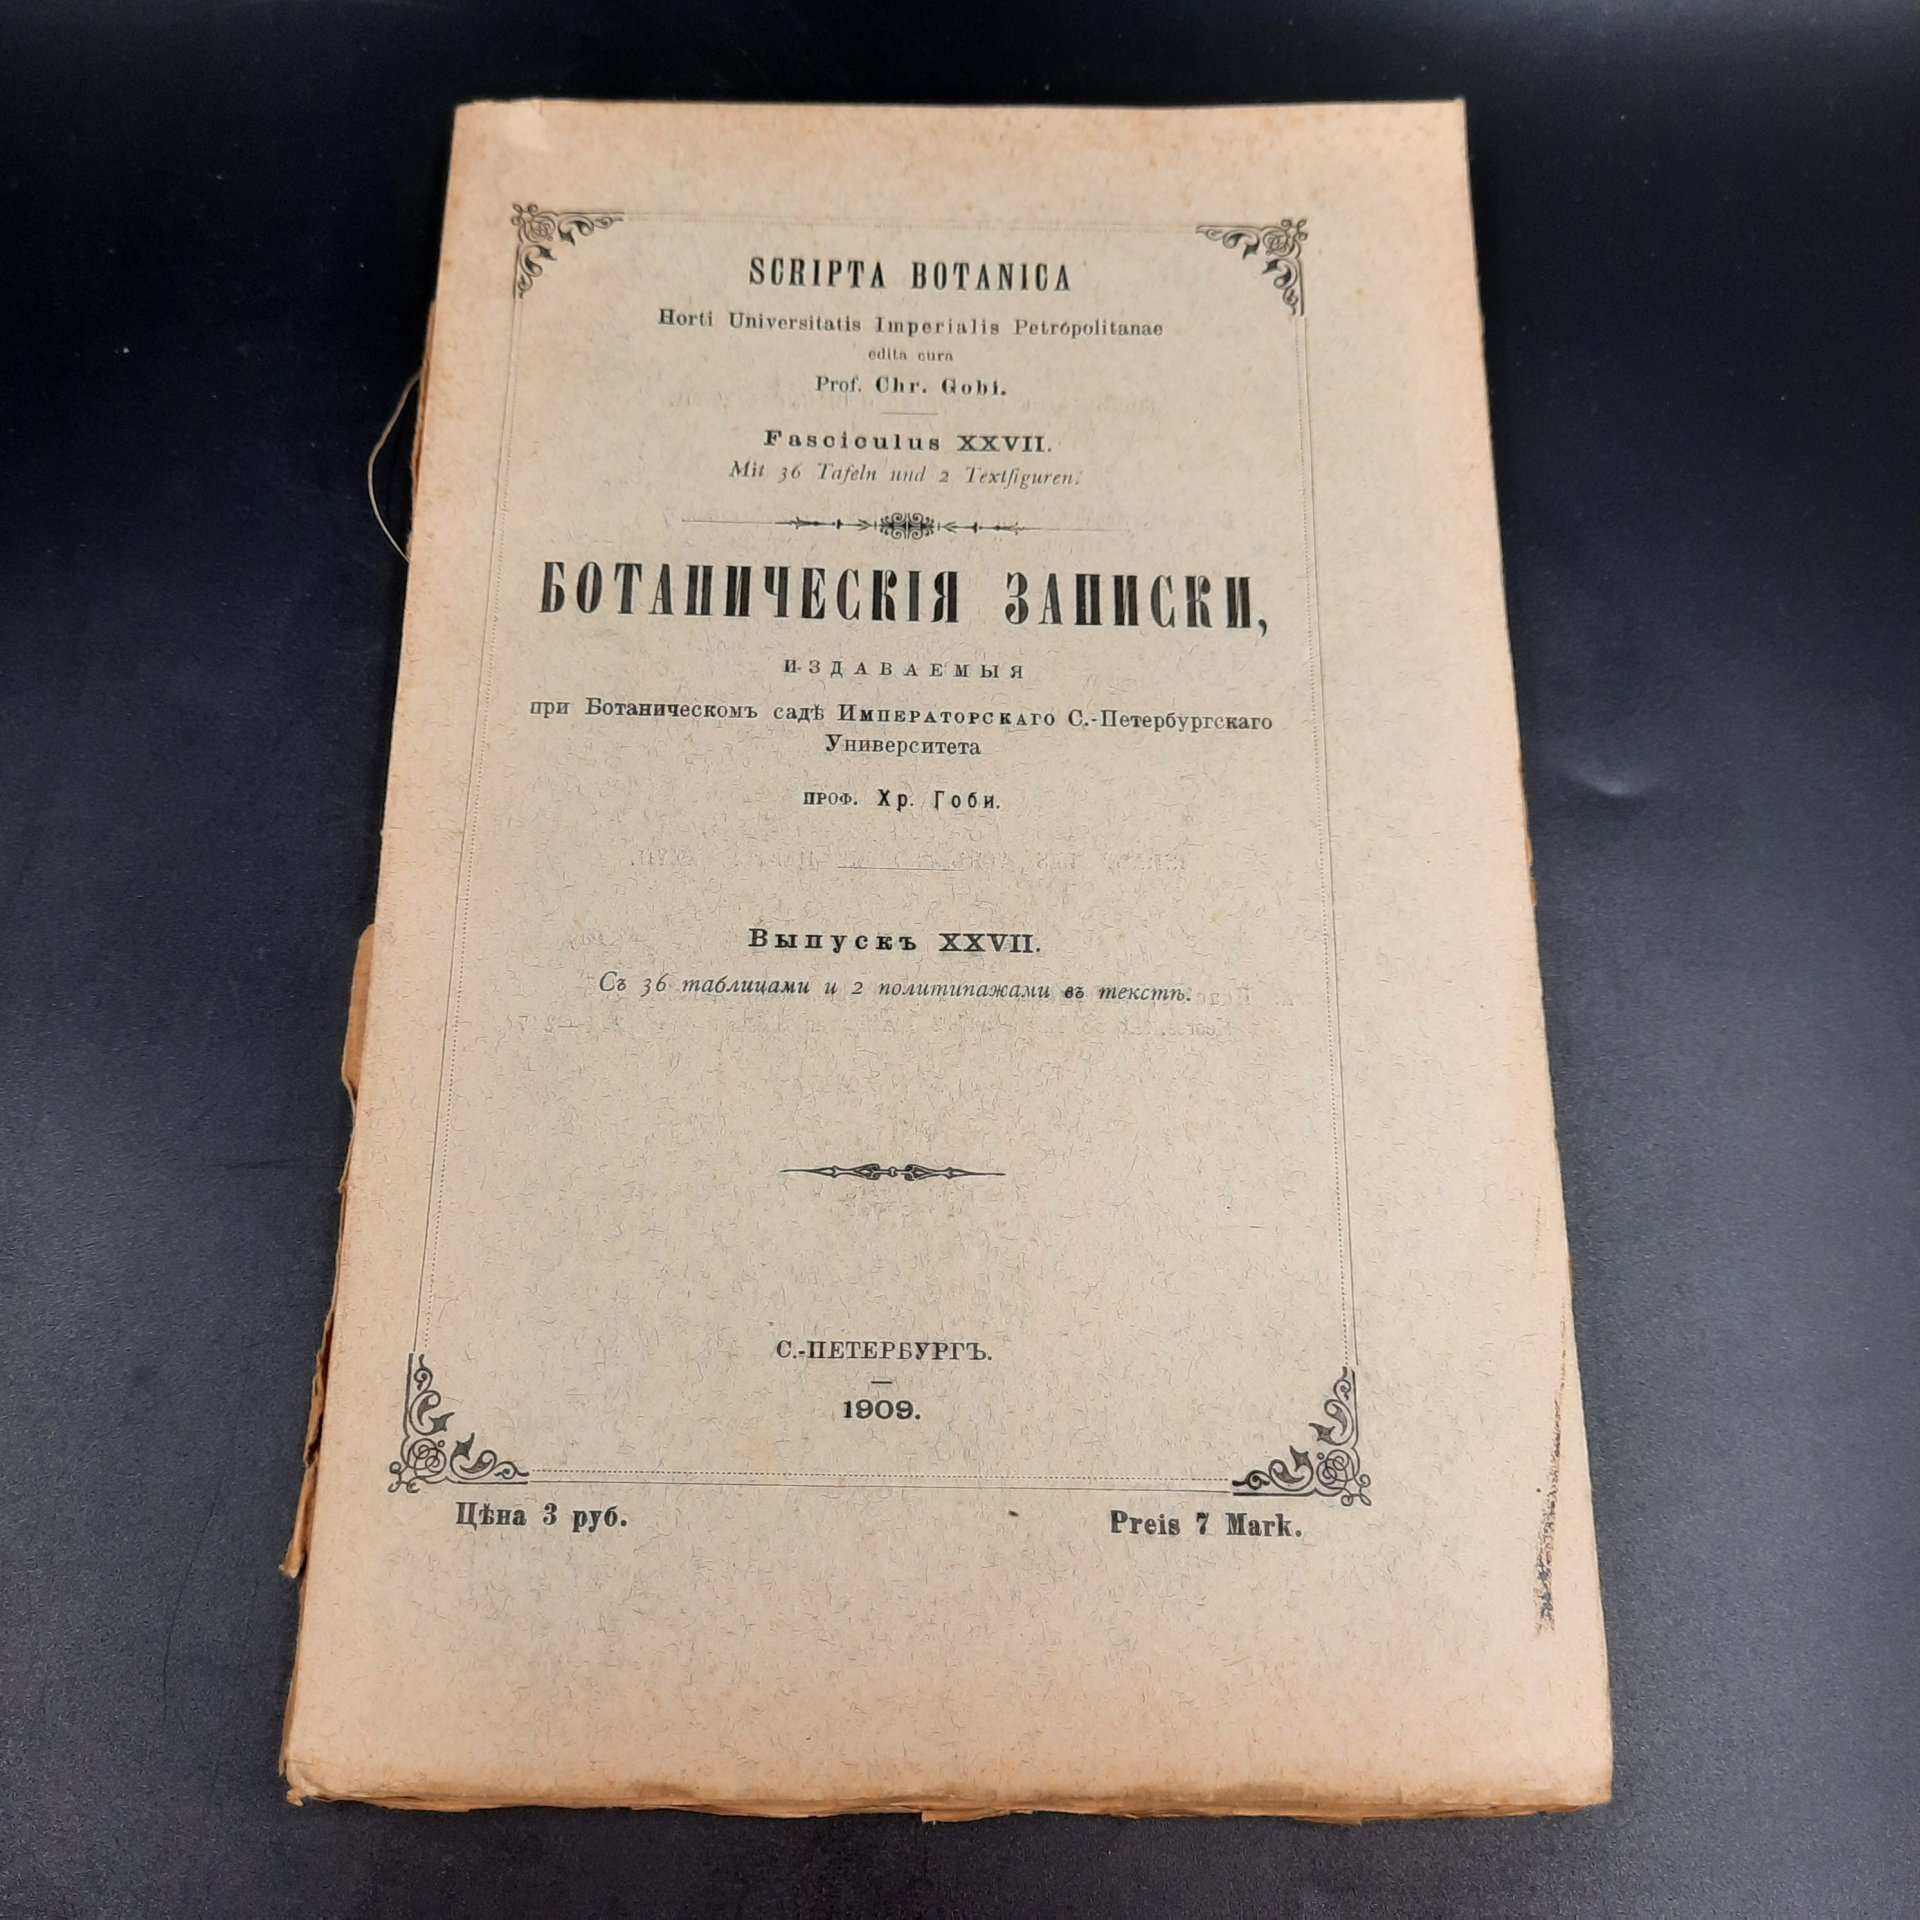 SCRIPTA BOTANICA
Horti Universitatis Imperialis Petropolitanae
edita cura
Prof. Chr. Gobi.
Fasciculus XXVII.
Mit 36 Tafeln und 2 Textfiguren.
БОТАНИЧЕСКІЯ ЗАПИСКИ,
ИЗДАВАЕМЫЯ
при Ботаническомъ садѣ ИМПЕРАТОРСКАГО С.-Петербургскаго
Университета
ПРОФ. Хр. Гоби.
Выпускъ XXVII.
Съ 36 таблицами и 2 политипажами въ текстѣ.
С.-ПЕТЕРБУРГЪ.
1909.
Цѣна 3 руб.
Preis 7 Mark.